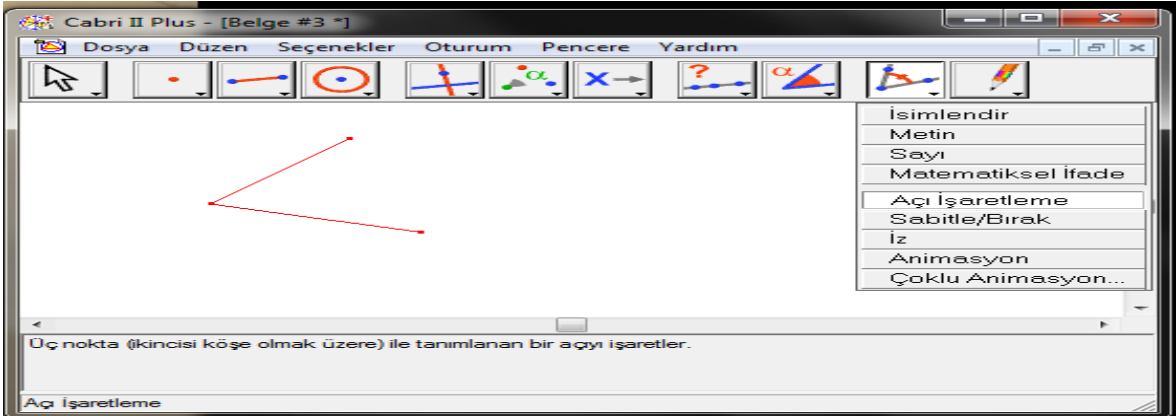 Cabri II Plus - [Belge #3 *]
Dosya Düzen Seçenekler Oturum Pencere Yardım
? α α X
İsimlendir
Metin
Sayı
Matematiksel İfade
Açı İşaretleme
Sabitle/Bırak
İz
Animasyon
Çoklu Animasyon...
Üç nokta (ikincisi köşe olmak üzere) ile tanımlanan bir açıyı işaretler.
Açı İşaretleme